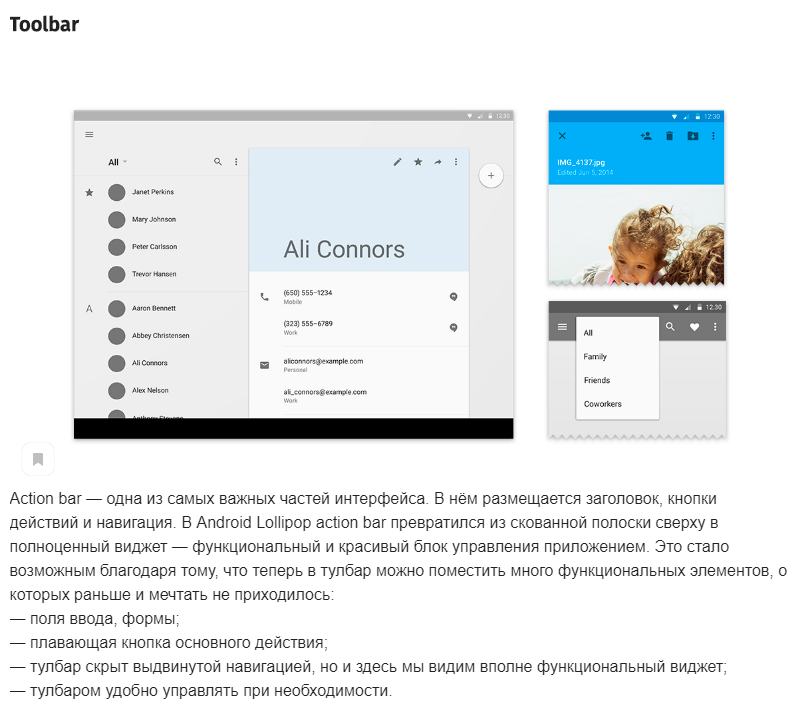 Toolbar
12:30
All
Janet Perkins
Mary Johnson
Peter Carlsson
Trevor Hansen
A
Aaron Bennett
Abbey Christensen
Ali Connors
Alex Nelson
Anthony Stevens
Ali Connors
(650) 555–1234
Mobile
(323) 555–6789
Work
aliconnors@example.com
Personal
ali_connors@example.com
Work
12:30
IMG_4137.jpg
Edited Jun 5, 2014
12:30
All
Family
Friends
Coworkers
Action bar — одна из самых важных частей интерфейса. В нём размещается заголовок, кнопки
действий и навигация. В Android Lollipop action bar превратился из скованной полоски сверху в
полноценный виджет — функциональный и красивый блок управления приложением. Это стало
возможным благодаря тому, что теперь в тулбар можно поместить много функциональных элементов, о
которых раньше и мечтать не приходилось:
— поля ввода, формы;
— плавающая кнопка основного действия;
— тулбар скрыт выдвинутой навигацией, но и здесь мы видим вполне функциональный виджет;
— тулбаром удобно управлять при необходимости.